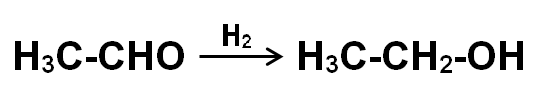 H₃C-CHO H₂ → H₃C-CH₂-OH